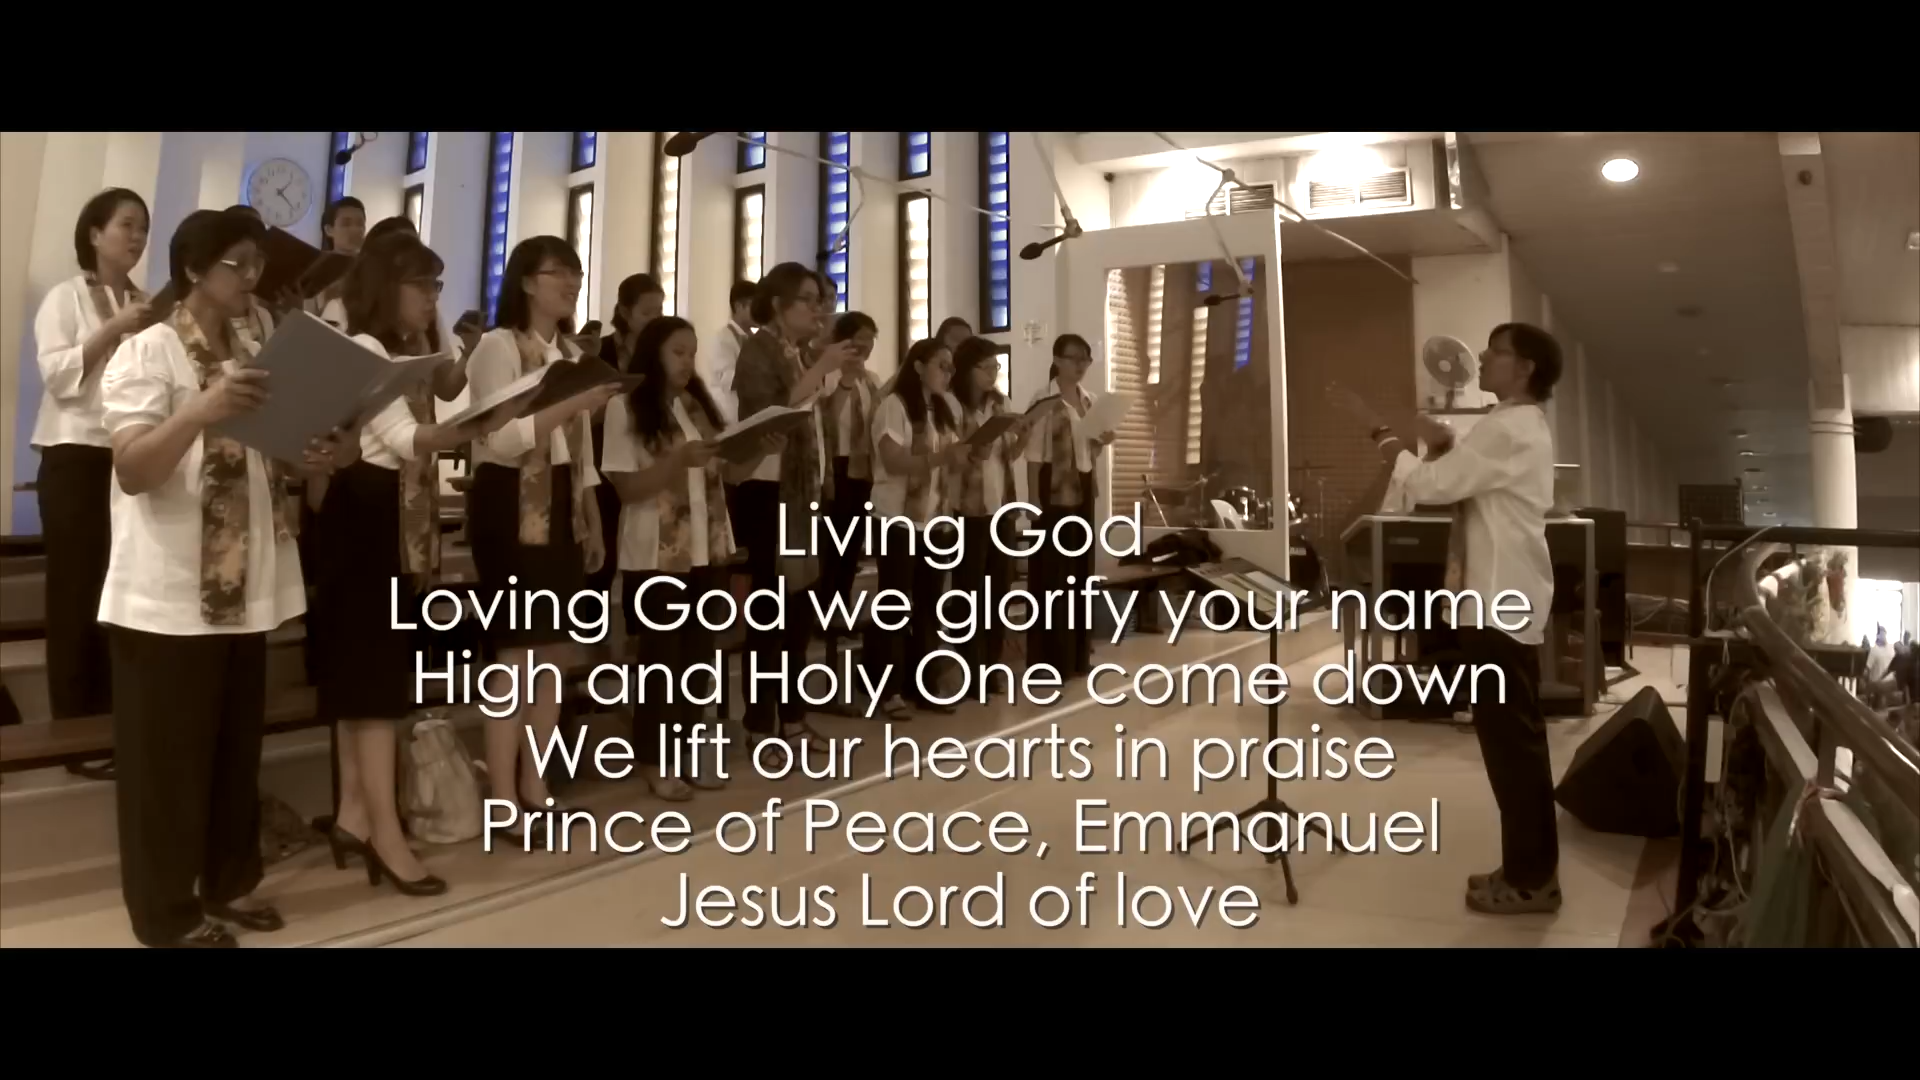 Living God
Loving God we glorify your name
High and Holy One come down
We lift our hearts in praise
Prince of Peace, Emmanuel
Jesus Lord of love